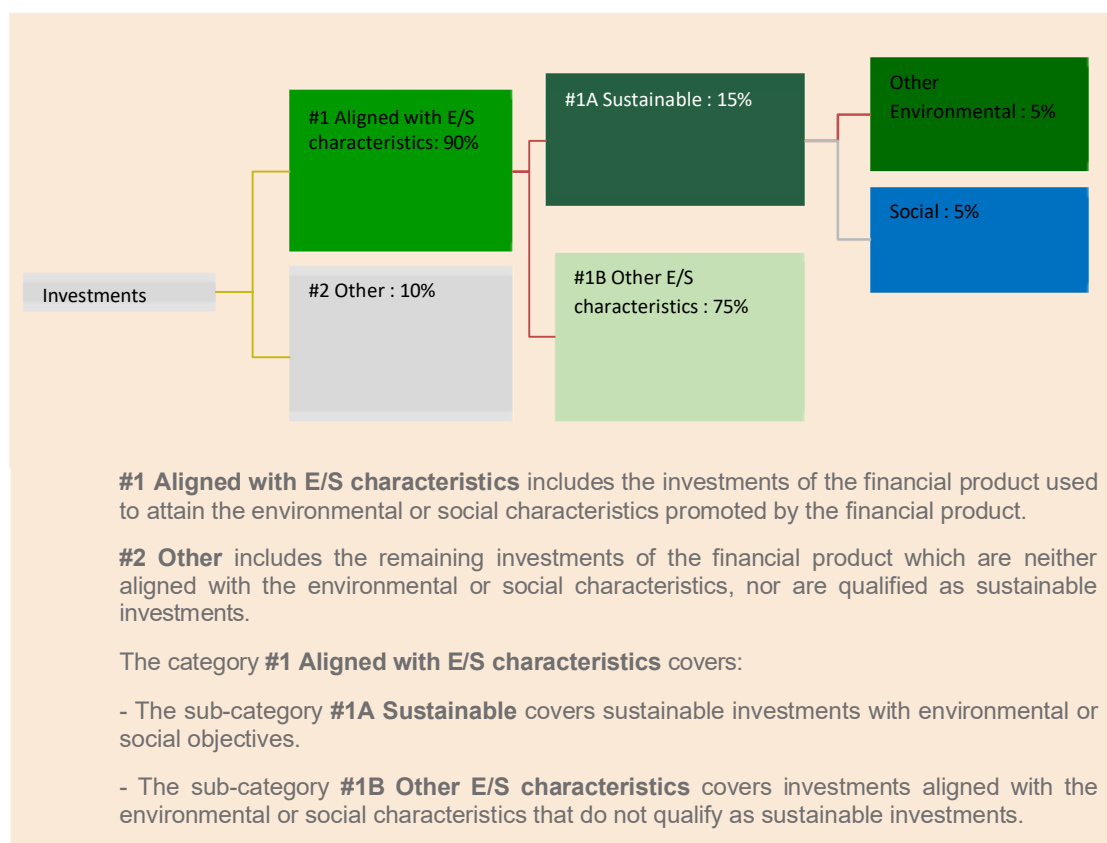 Investments
#1 Aligned with E/S
characteristics: 90%
#2 Other : 10%
#1A Sustainable : 15%
#1B Other E/S
characteristics : 75%
Other
Environmental : 5%
Social : 5%
#1 Aligned with E/S characteristics includes the investments of the financial product used
to attain the environmental or social characteristics promoted by the financial product.
#2 Other includes the remaining investments of the financial product which are neither
aligned with the environmental or social characteristics, nor are qualified as sustainable
investments.
The category #1 Aligned with E/S characteristics covers:
- The sub-category #1A Sustainable covers sustainable investments with environmental or
social objectives.
- The sub-category #1B Other E/S characteristics covers investments aligned with the
environmental or social characteristics that do not qualify as sustainable investments.